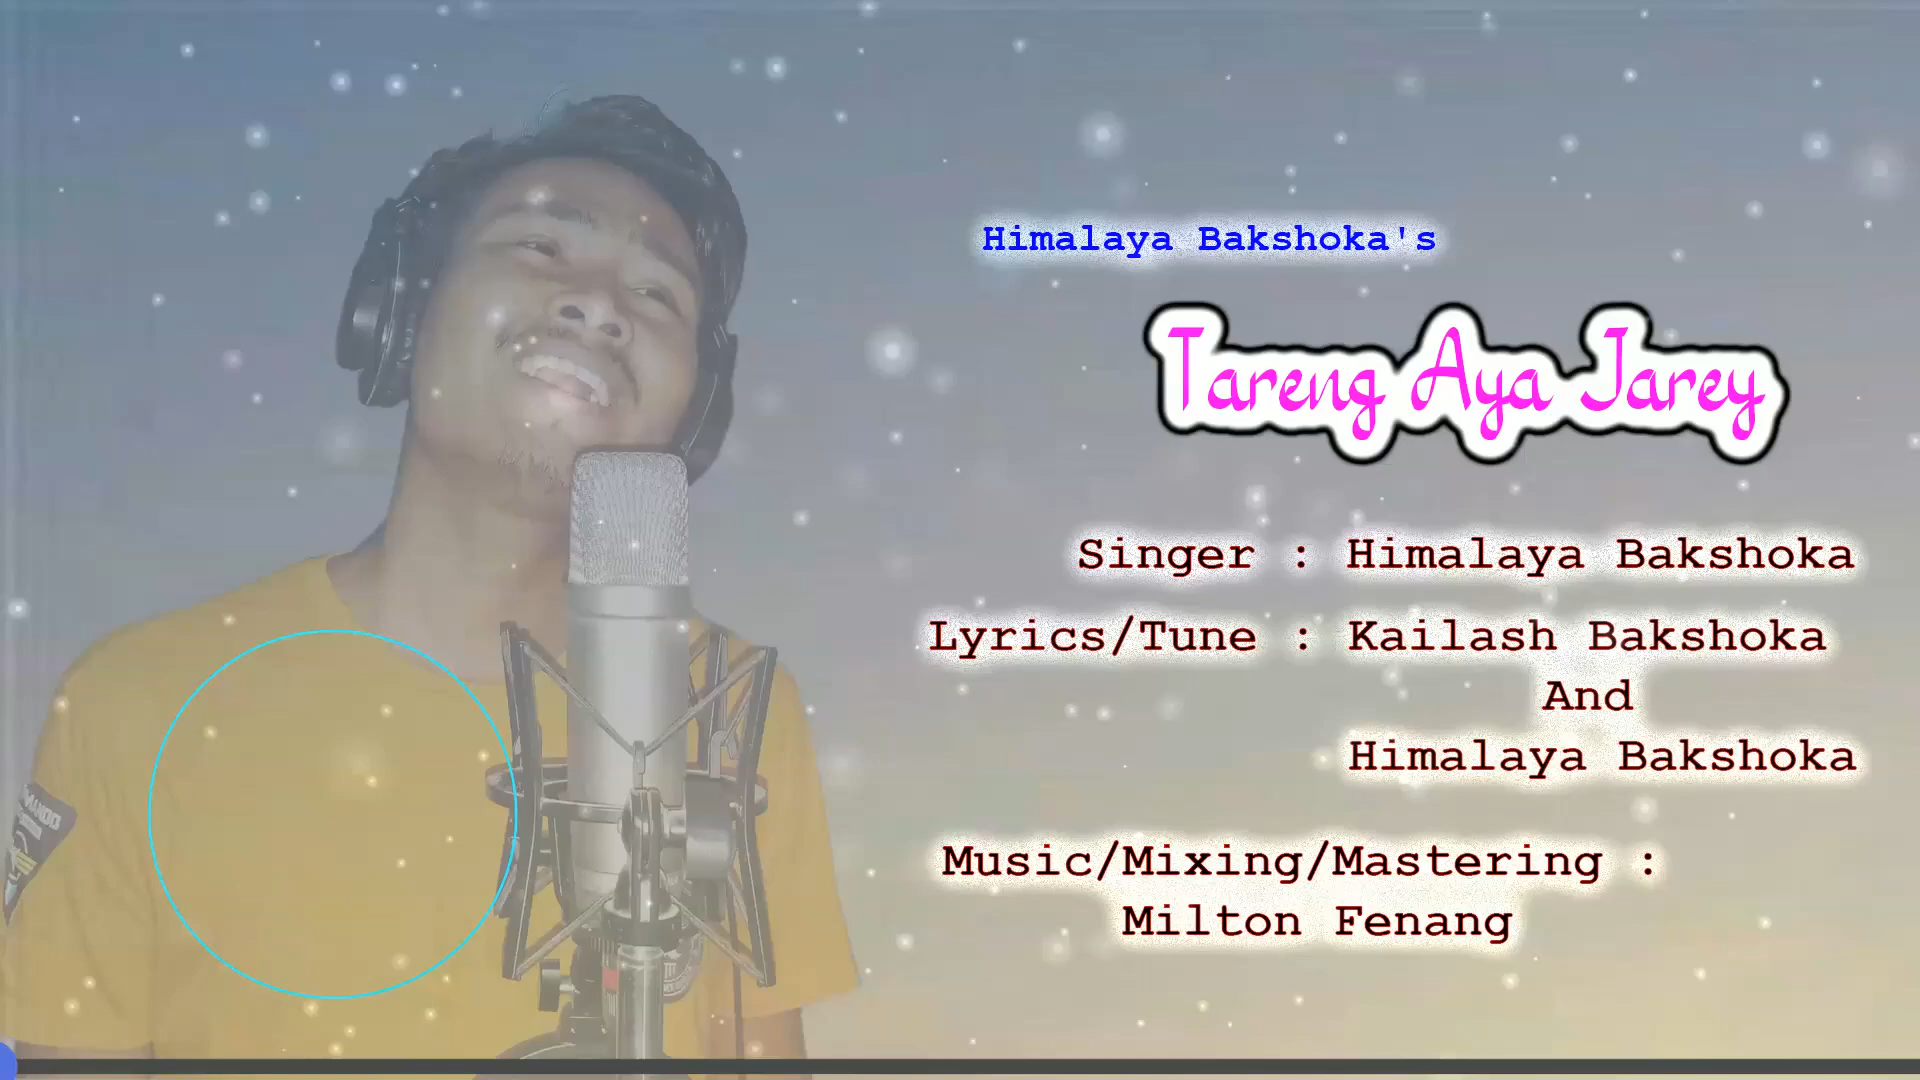 Himalaya Bakshoka's
Tareng Aya Jarey
Singer : Himalaya Bakshoka
Lyrics/Tune : Kailash Bakshoka
And
Himalaya Bakshoka
Music/Mixing/Mastering :
Milton Fenang